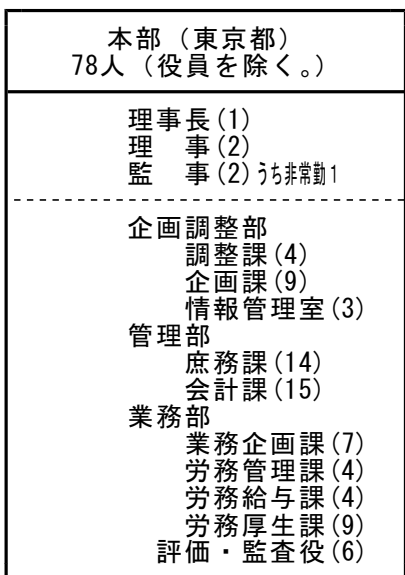 本部（東京都）
78人（役員を除く。）
理事長(1)
理　事(2)
監　事(2)うち非常勤1
企画調整部
調整課(4)
企画課(9)
情報管理室(3)
管理部
庶務課(14)
会計課(15)
業務部
業務企画課(7)
労務管理課(4)
労務給与課(4)
労務厚生課(9)
評価・監査役(6)